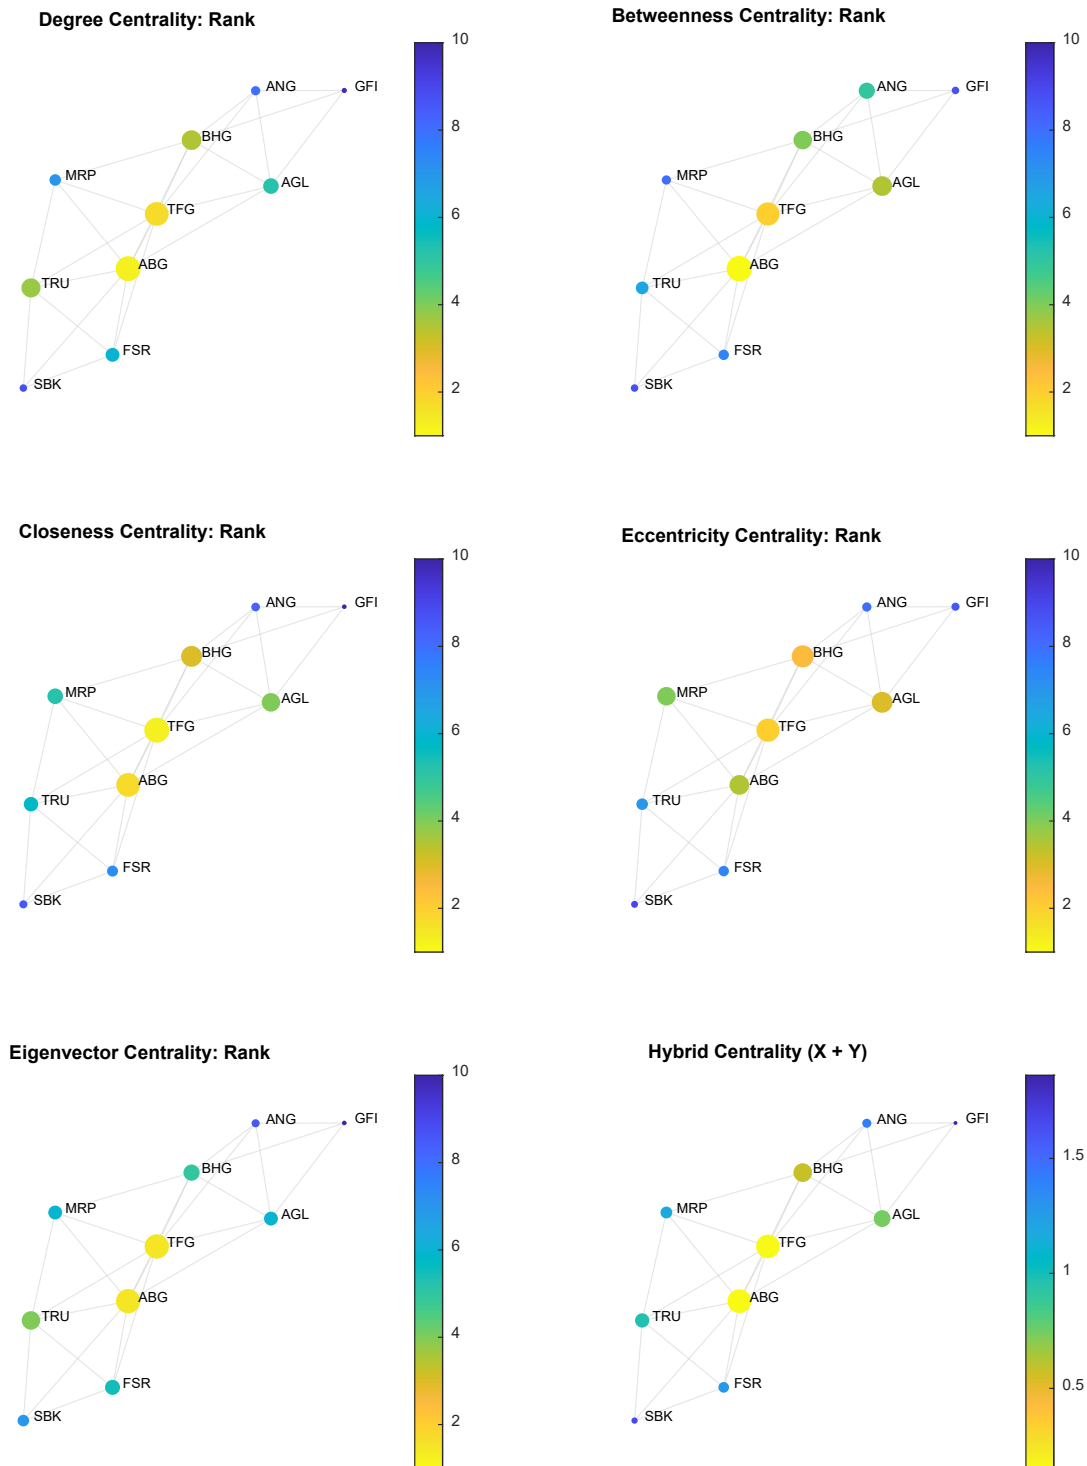 Degree Centrality: Rank
10
8
6
4
2
ANG
GFI
BHG
MRP
AGL
TFG
ABG
TRU
FSR
SBK
Betweenness Centrality: Rank
10
8
6
4
2
ANG
GFI
BHG
MRP
AGL
TFG
ABG
TRU
FSR
SBK
Closeness Centrality: Rank
10
8
6
4
2
ANG
GFI
BHG
MRP
AGL
TFG
ABG
TRU
FSR
SBK
Eccentricity Centrality: Rank
10
8
6
4
2
ANG
GFI
BHG
MRP
AGL
TFG
ABG
TRU
FSR
SBK
Eigenvector Centrality: Rank
10
8
6
4
2
ANG
GFI
BHG
MRP
AGL
TFG
ABG
TRU
FSR
SBK
Hybrid Centrality (X + Y)
1.5
1
0.5
ANG
GFI
BHG
MRP
AGL
TFG
ABG
TRU
FSR
SBK